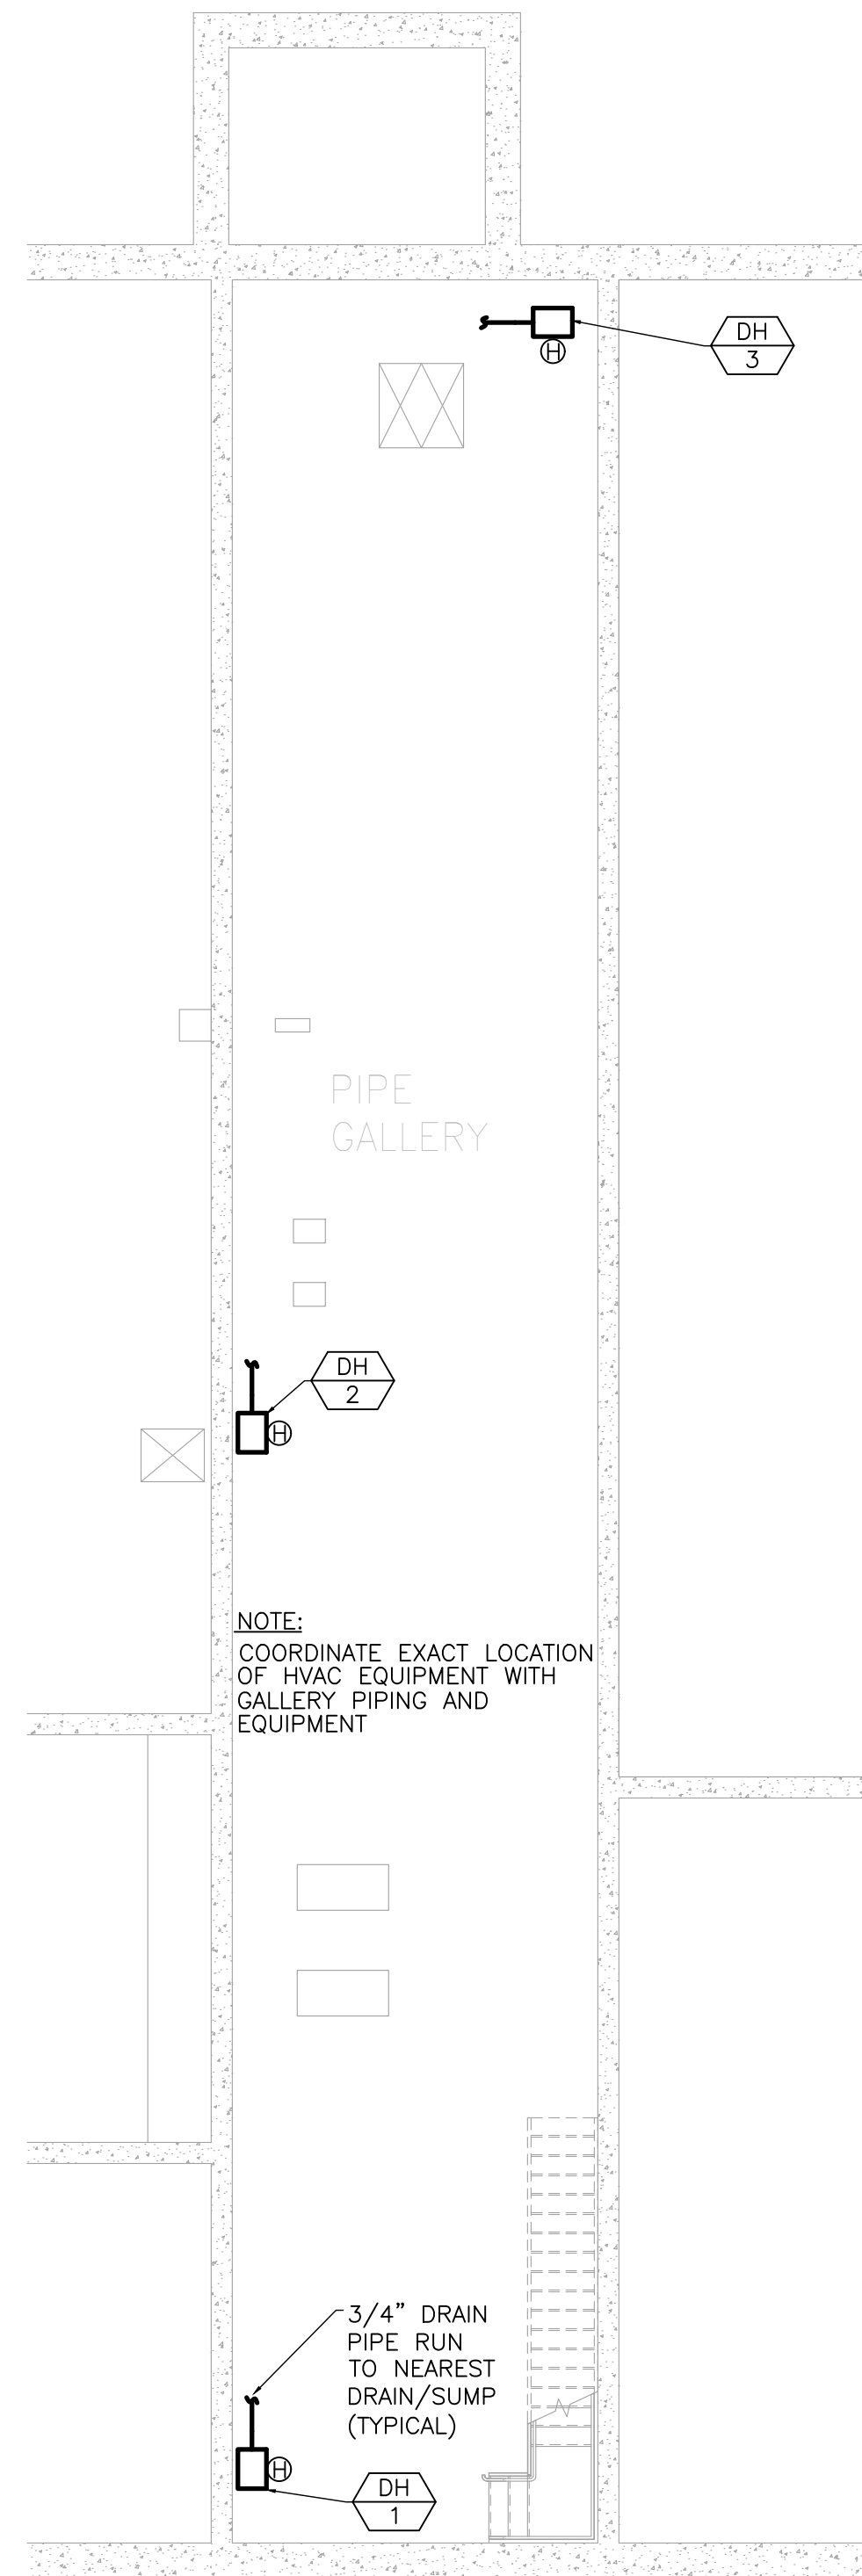 DH
3
H
PIPE
GALLERY
DH
2
H
NOTE:
COORDINATE EXACT LOCATION
OF HVAC EQUIPMENT WITH
GALLERY PIPING AND
EQUIPMENT
3/4" DRAIN
PIPE RUN
TO NEAREST
DRAIN/SUMP
(TYPICAL)
H
DH
1